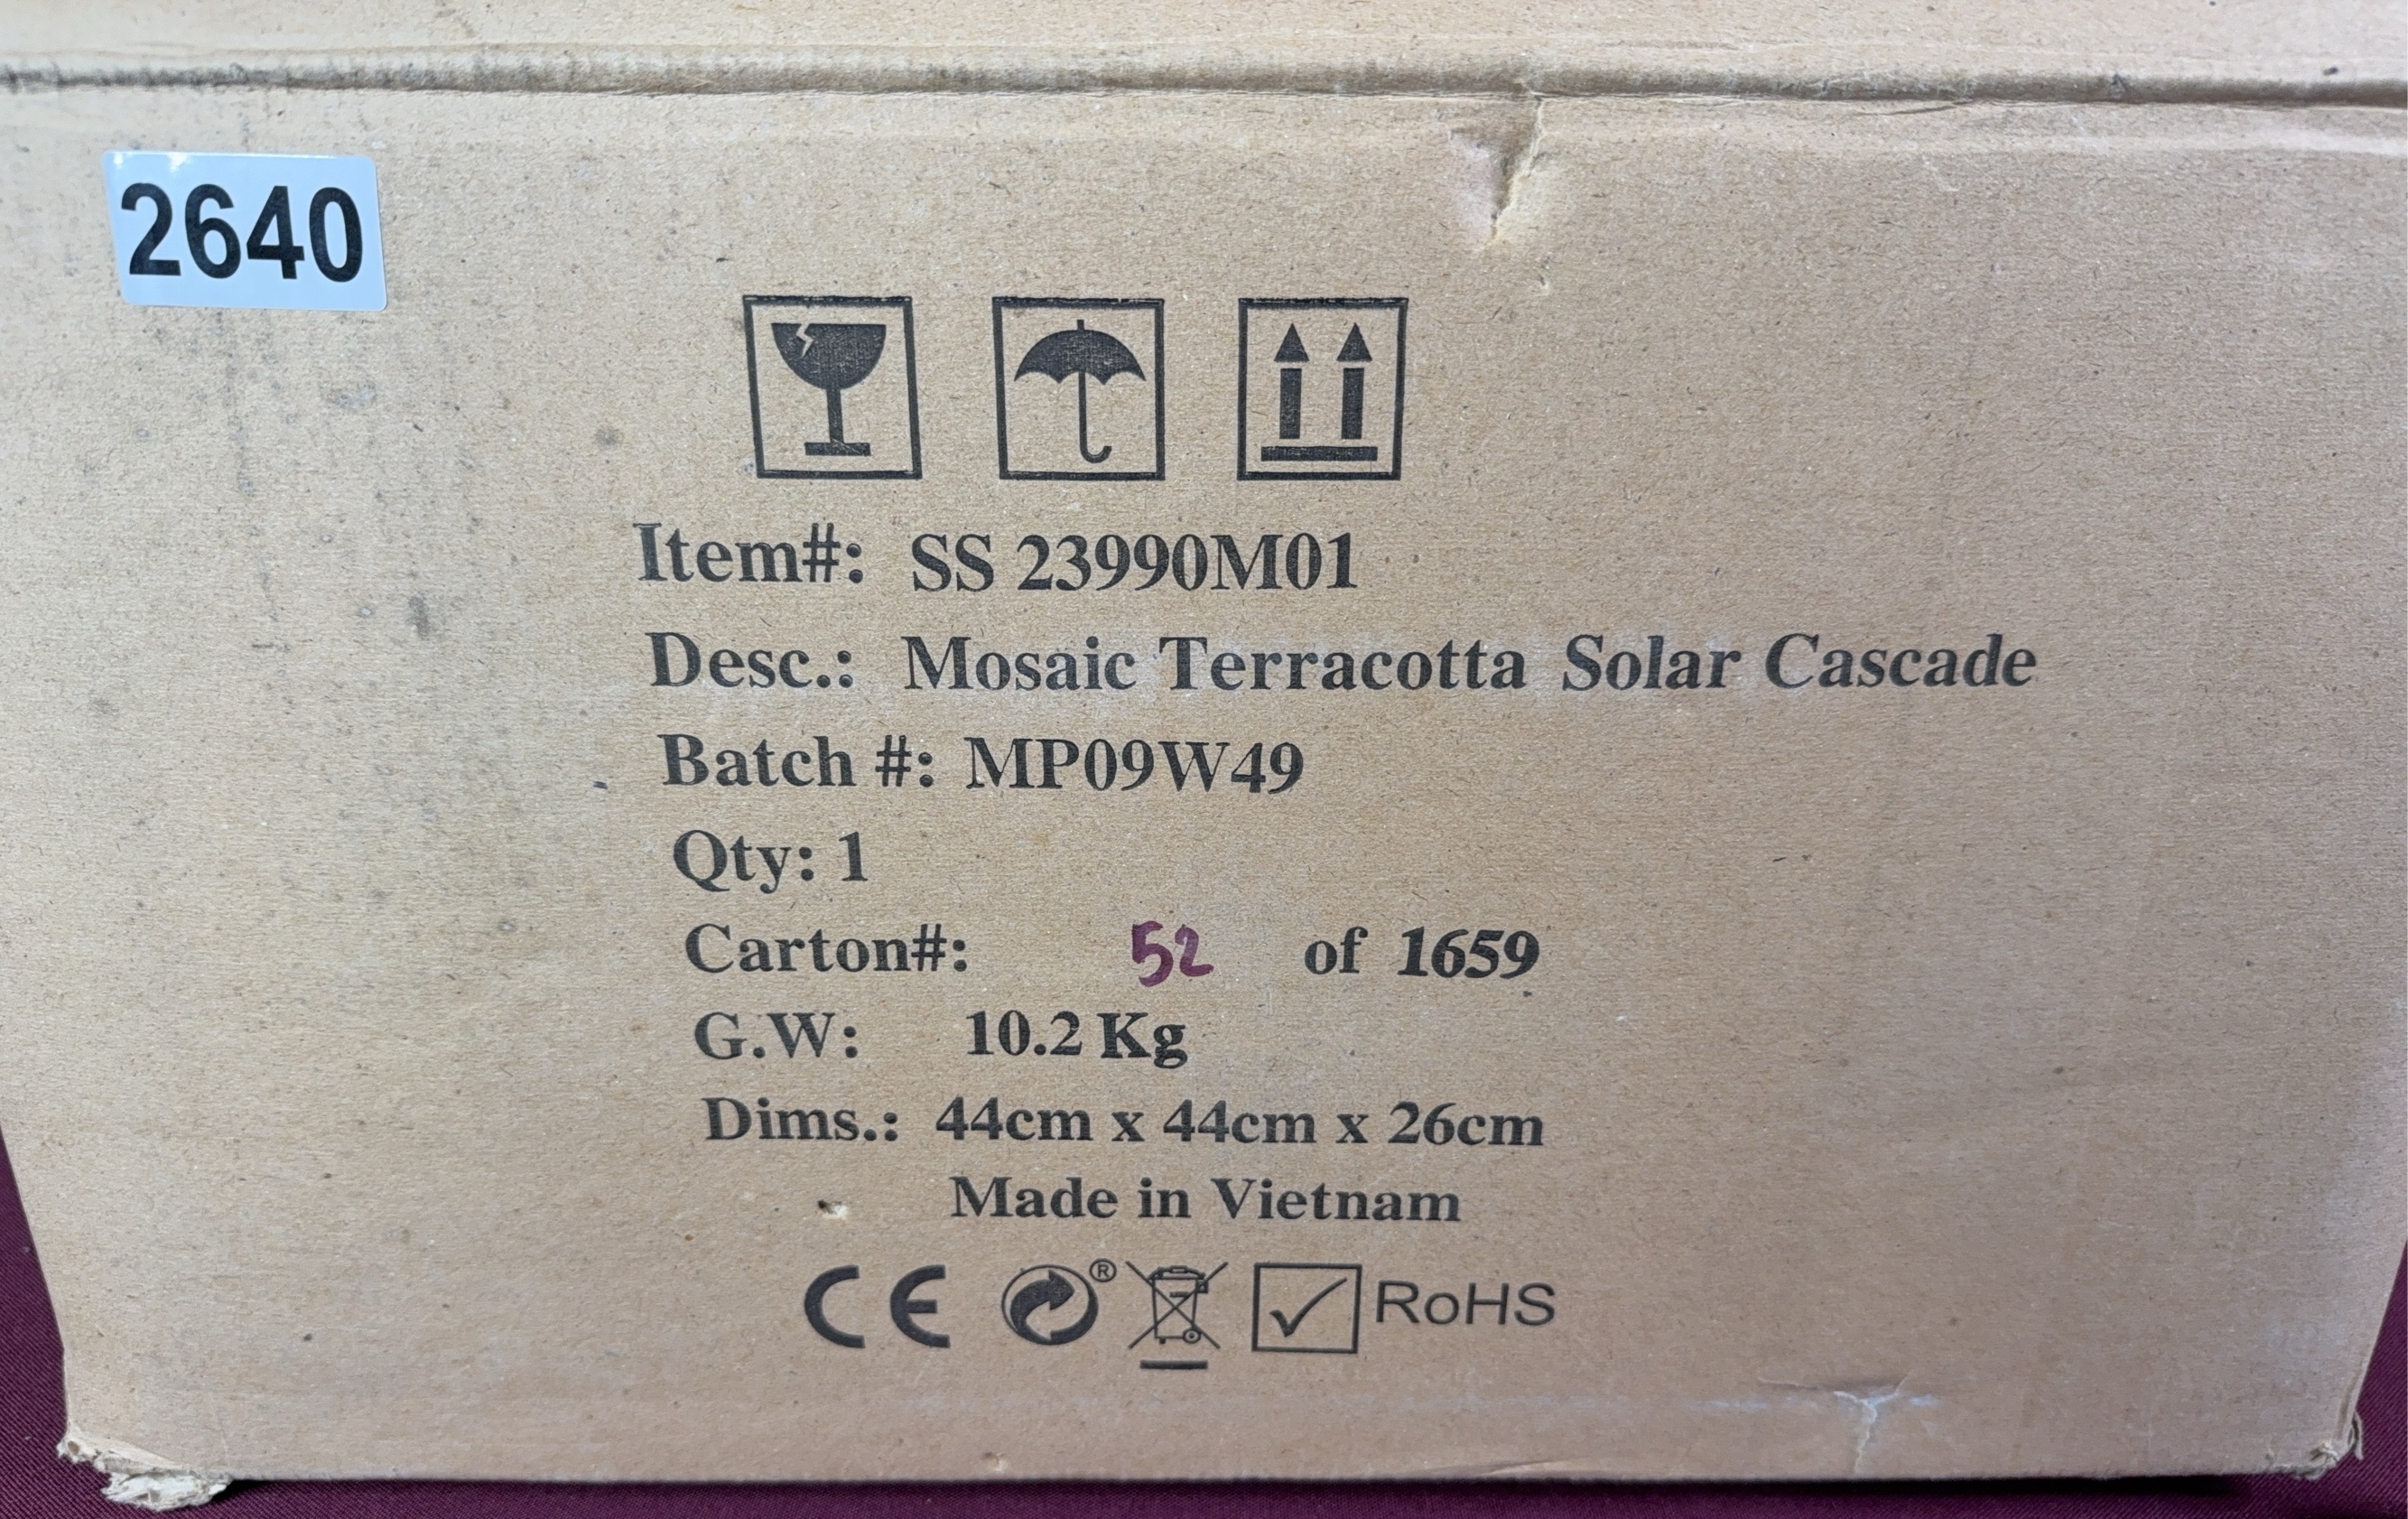 2640
Item#: SS 23990M01
Desc.: Mosaic Terracotta Solar Cascade
Batch #: MP09W49
Qty: 1
Carton#: 52 of 1659
G.W: 10.2 Kg
Dims.: 44cm x 44cm x 26cm
Made in Vietnam
CE ® RoHS